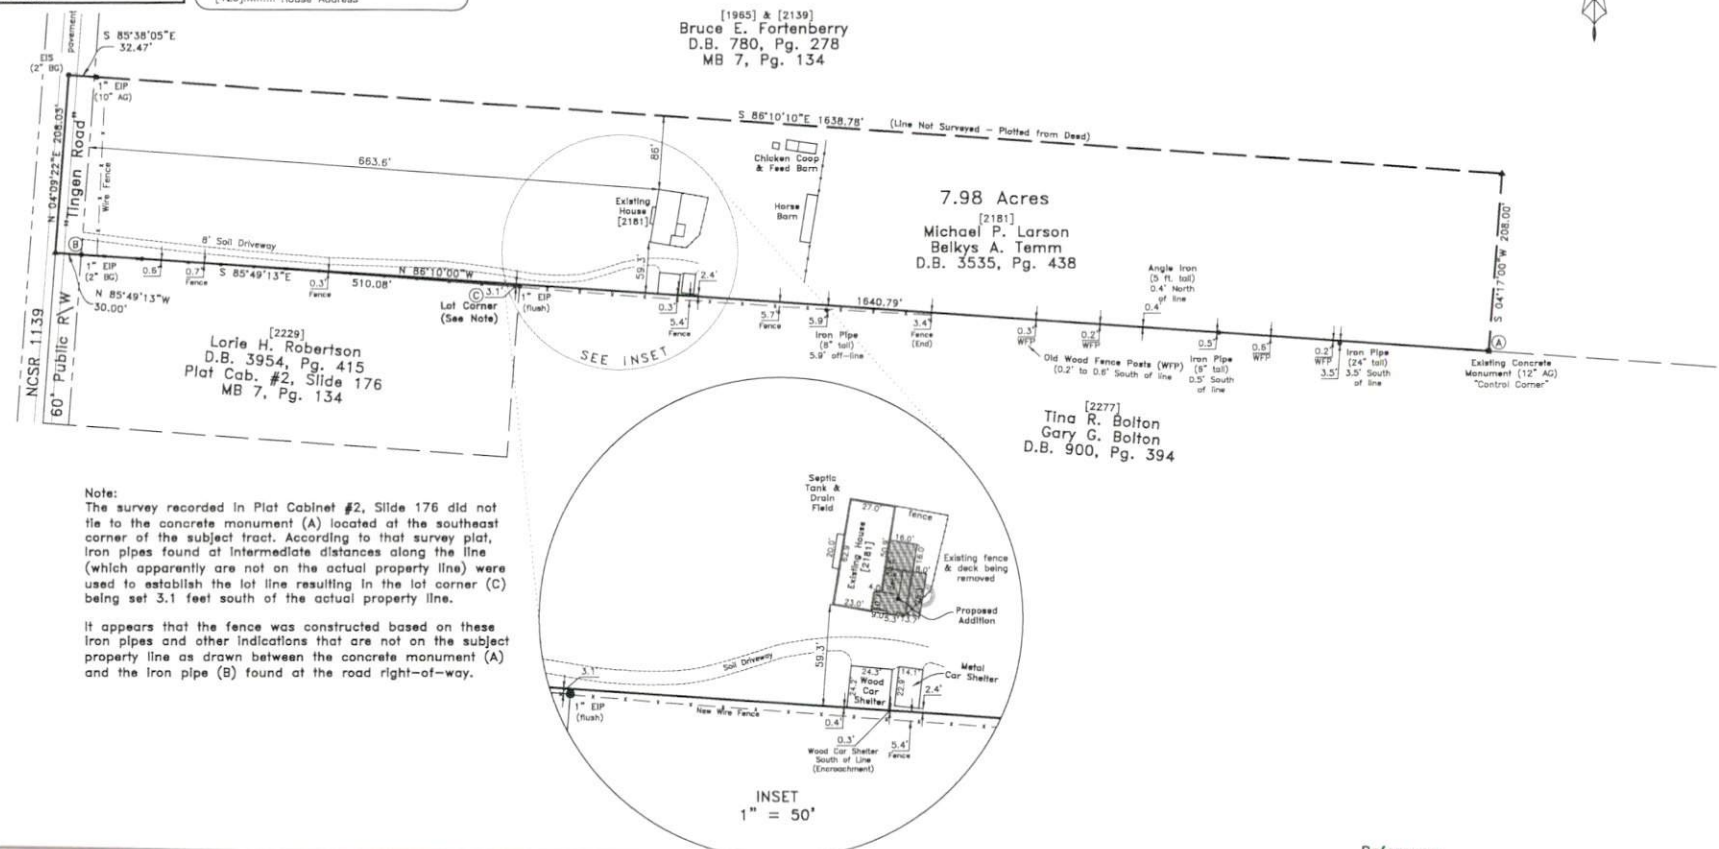 House Address
[1965] & [2139]
Bruce E. Fortenberry
D.B. 780, Pg. 278
MB 7, Pg. 134
pavement
S 85°38'05"E
32.47'
EIS
(2" BG)
1" EIP
(10" AG)
N 04°09'22"E 208.03'
"Tingen Road"
Wire Fence
663.6'
86'
S 86°10'10"E 1638.78'
(Line Not Surveyed - Plotted from Deed)
Chicken Coop
& Feed Barn
Horse
Barn
Existing
House
[2181]
7.98 Acres
[2181]
Michael P. Larson
Belkys A. Temm
D.B. 3535, Pg. 438
S 04°17'00"W 208.00'
B
8' Soil Driveway
1" EIP
(2" BG)
0.6'
0.7'
Fence
S 85°49'13"E
0.3'
Fence
510.08'
N 86°10'00"W
C
3.1'
1" EIP
(flush)
Lot Corner
(See Note)
59.3'
2.4'
0.3'
5.4'
Fence
5.7'
Fence
5.9'
Iron Pipe
(8" tall)
5.9' off-line
1640.79'
3.4'
Fence
(End)
0.3'
WFP
0.2'
WFP
Old Wood Fence Posts (WFP)
(0.2' to 0.6' South of line)
Angle Iron
(5 ft. tall)
0.4' North
of line
0.4'
0.5'
Iron Pipe
(6" tall)
0.5' South
of line
0.6'
WFP
0.2'
WFP
3.5'
Iron Pipe
(24" tall)
3.5' South
of line
A
Existing Concrete
Monument (12" AG)
"Control Corner"
N 85°49'13"W
30.00'
NCSR 1139
60' Public R\W
[2229]
Lorie H. Robertson
D.B. 3954, Pg. 415
Plat Cab. #2, Slide 176
MB 7, Pg. 134
SEE INSET
[2277]
Tina R. Bolton
Gary G. Bolton
D.B. 900, Pg. 394
Note:
The survey recorded in Plat Cabinet #2, Slide 176 did not
tie to the concrete monument (A) located at the southeast
corner of the subject tract. According to that survey plat,
iron pipes found at intermediate distances along the line
(which apparently are not on the actual property line) were
used to establish the lot line resulting in the lot corner (C)
being set 3.1 feet south of the actual property line.
It appears that the fence was constructed based on these
iron pipes and other indications that are not on the subject
property line as drawn between the concrete monument (A)
and the iron pipe (B) found at the road right-of-way.
Septic
Tank &
Drain
Field
27.0'
fence
20.0'
62.9'
Existing House
[2181]
50.9'
16.0'
Existing fence
& deck being
removed
23.0'
Proposed
Addition
59.3'
Soil Driveway
3.1'
1" EIP
(flush)
New Wire Fence
24.3'
24.2'
Wood
Car
Shelter
14.1'
22.9'
Metal
Car Shelter
2.4'
0.4'
0.3'
Wood Car Shelter
South of Line
(Encroachment)
5.4'
Fence
INSET
1" = 50'